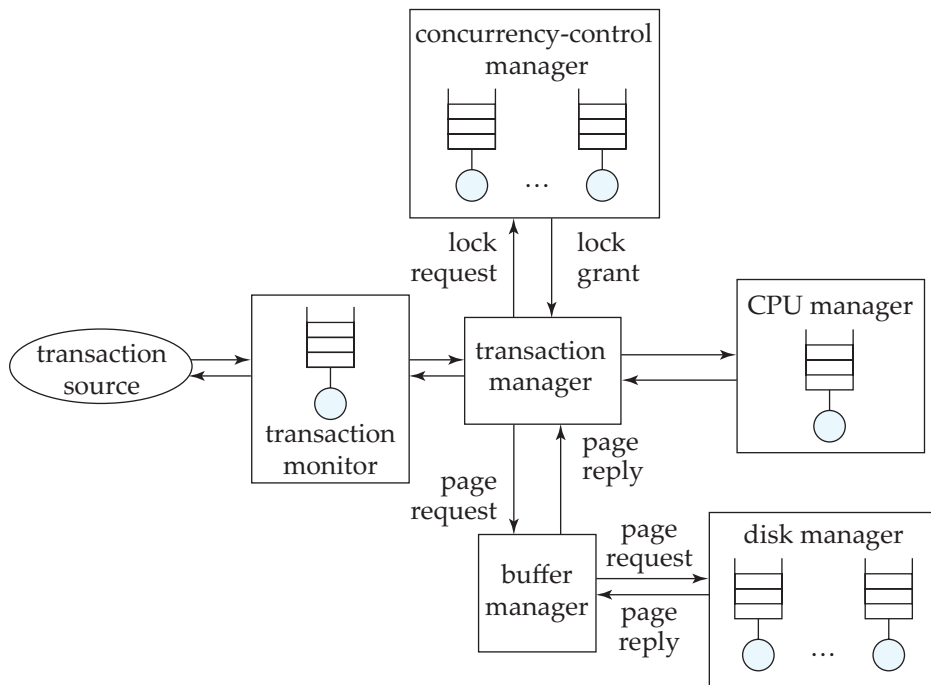 concurrency-control
manager
...
lock
request
lock
grant
CPU manager
transaction
source
transaction
monitor
transaction
manager
page
request
page
reply
buffer
manager
page
request
page
reply
disk manager
...